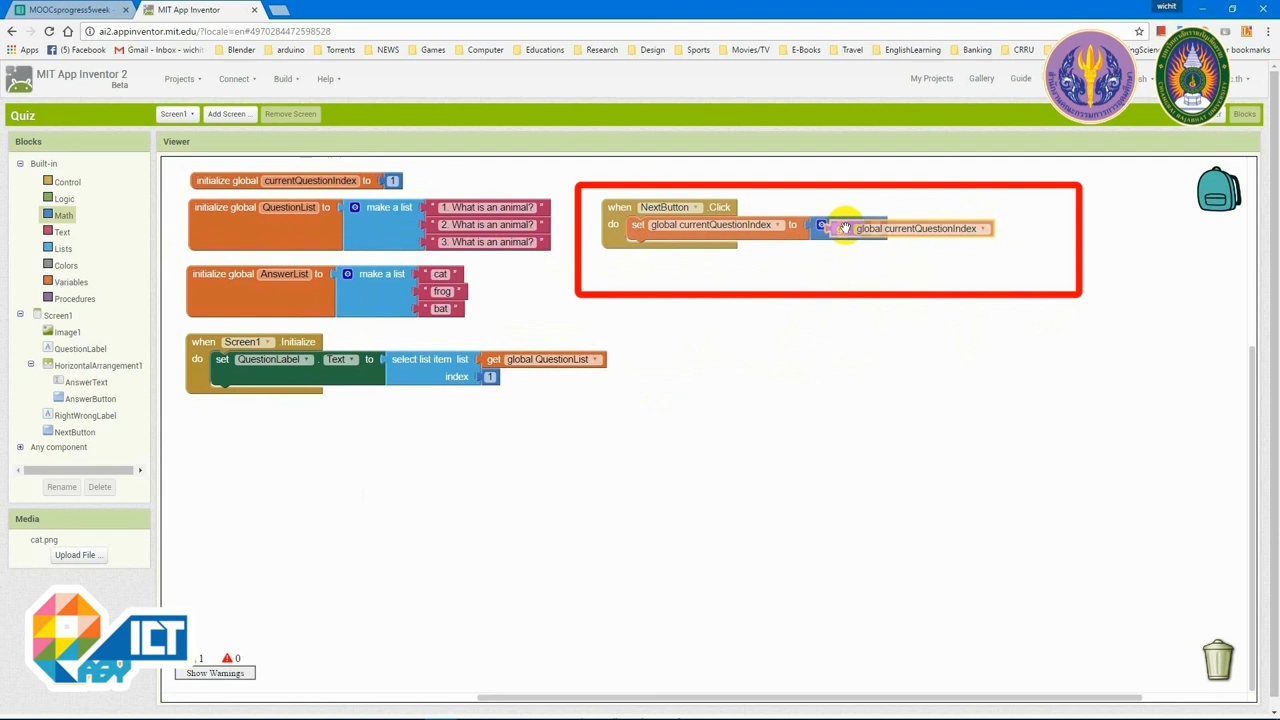 wichit
MOOCsprogress5week
MIT App Inventor
ai2.appinventor.mit.edu/?locale=en#4970284472598528
Apps (5) Facebook Gmail - Inbox - wichit Blender arduino Torrents NEWS Games Computer Educations Research Design Sports Movies/TV E-Books Travel EnglishLearning Banking CRRU bookmarks
MIT App Inventor 2
Beta
Projects Connect Build Help My Projects Gallery Guide
Quiz
Screen1 Add Screen ... Remove Screen Blocks
Blocks
Viewer
Built-in
Control
Logic
Math
Text
Lists
Colors
Variables
Procedures
Screen1
Image1
QuestionLabel
HorizontalArrangement1
AnswerText
AnswerButton
RightWrongLabel
NextButton
Any component
Rename Delete
Media
cat.png
Upload File ...
initialize global currentQuestionIndex to 1
initialize global QuestionList to make a list " 1. What is an animal? "
" 2. What is an animal? "
" 3. What is an animal? "
initialize global AnswerList to make a list " cat "
" frog "
" bat "
when Screen1 .Initialize
do set QuestionLabel . Text to select list item list get global QuestionList
index 1
when NextButton .Click
do set global currentQuestionIndex to global currentQuestionIndex
ICT
1 0
Show Warnings